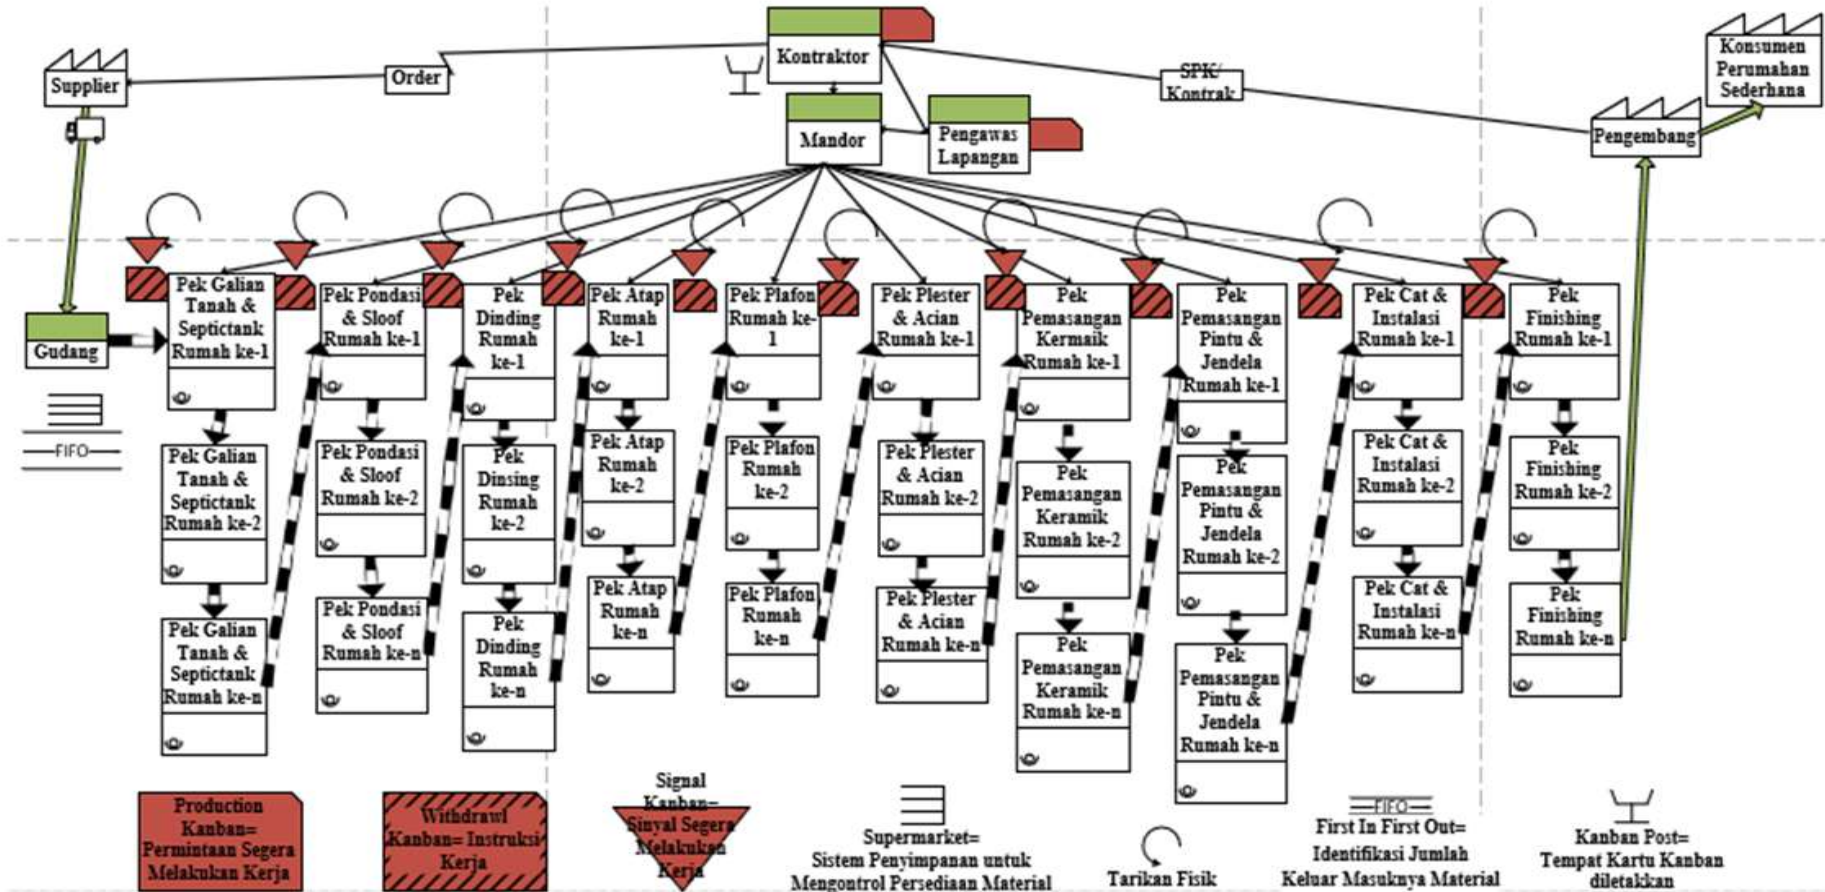 Kontraktor
Konsumen
Perumahan
Sederhana
Supplier
Order
SPK/
Kontrak
Mandor
Pengawas
Lapangan
Pengembang
Gudang
FIFO
Pek Galian
Tanah &
Septictank
Rumah ke-1
Pek Pondasi
& Sloof
Rumah ke-1
Pek
Dinding
Rumah
ke-1
Pek Atap
Rumah
ke-1
Pek Plafon
Rumah ke-
1
Pek Plester
& Acian
Rumah ke-1
Pek
Pemasangan
Kermaik
Rumah ke-1
Pek
Pemasangan
Pintu &
Jendela
Rumah ke-1
Pek Cat &
Instalasi
Rumah ke-1
Pek
Finishing
Rumah ke-1
Pek Galian
Tanah &
Septictank
Rumah ke-2
Pek Pondasi
& Sloof
Rumah ke-2
Pek
Dinsing
Rumah
ke-2
Pek Atap
Rumah
ke-2
Pek Plafon
Rumah
ke-2
Pek Plester
& Acian
Rumah ke-2
Pek
Pemasangan
Keramik
Rumah ke-2
Pek
Pemasangan
Pintu &
Jendela
Rumah ke-2
Pek Cat &
Instalasi
Rumah ke-2
Pek
Finishing
Rumah ke-2
Pek Galian
Tanah &
Septictank
Rumah ke-n
Pek Pondasi
& Sloof
Rumah ke-n
Pek
Dinding
Rumah
ke-n
Pek Atap
Rumah
ke-n
Pek Plafon
Rumah
ke-n
Pek Plester
& Acian
Rumah ke-n
Pek
Pemasangan
Keramik
Rumah ke-n
Pek
Pemasangan
Pintu &
Jendela
Rumah ke-n
Pek Cat &
Instalasi
Rumah ke-n
Pek
Finishing
Rumah ke-n
Production
Kanban=
Permintaan Segera
Melakukan Kerja
Withdrawl
Kanban= Instruksi
Kerja
Signal
Kanban=
Sinyal Segera
Melakukan
Kerja
Supermarket=
Sistem Penyimpanan untuk
Mengontrol Persediaan Material
Tarikan Fisik
FIFO
First In First Out=
Identifikasi Jumlah
Keluar Masuknya Material
Kanban Post=
Tempat Kartu Kanban
diletakkan